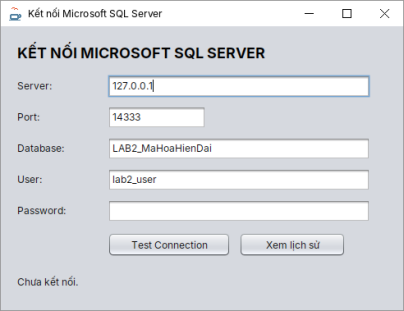 Kết nối Microsoft SQL Server
KẾT NỐI MICROSOFT SQL SERVER
Server: 127.0.0.1
Port: 14333
Database: LAB2_MaHoaHienDai
User: lab2_user
Password:
Test Connection Xem lịch sử
Chưa kết nối.